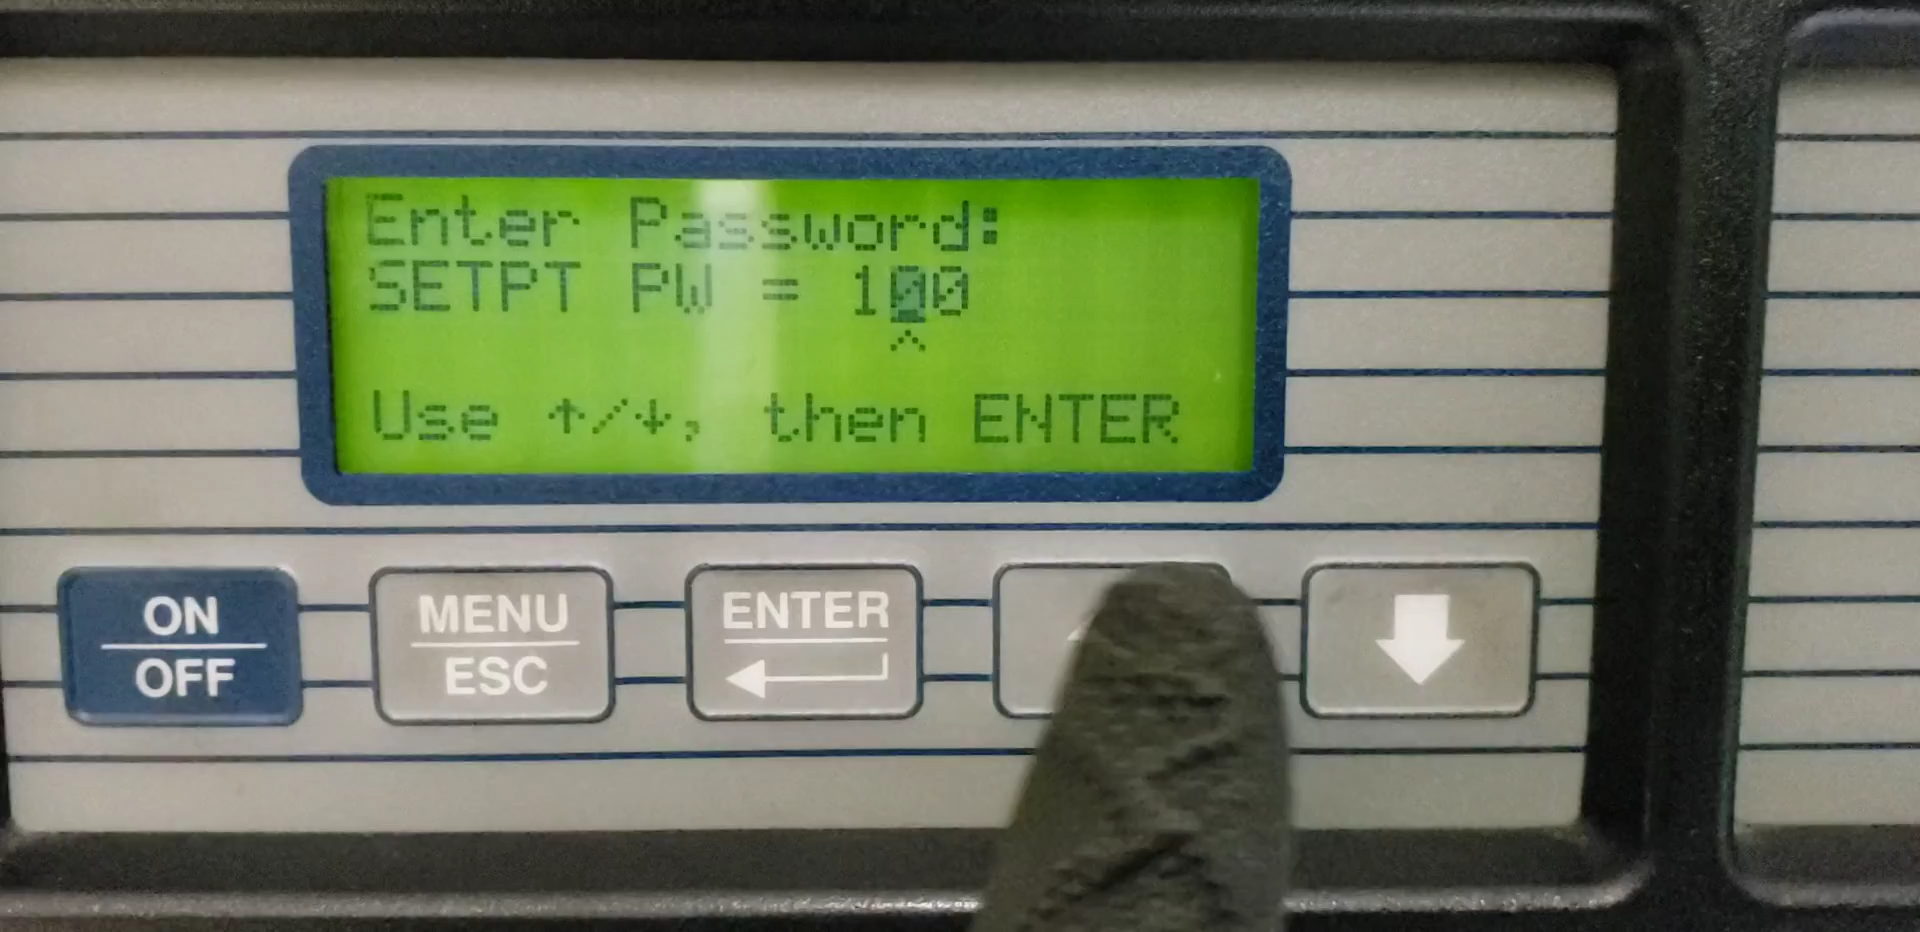 Enter Password:
SETPT PW = 100
^
Use ↑/↓, then ENTER
ON
OFF
MENU
ESC
ENTER